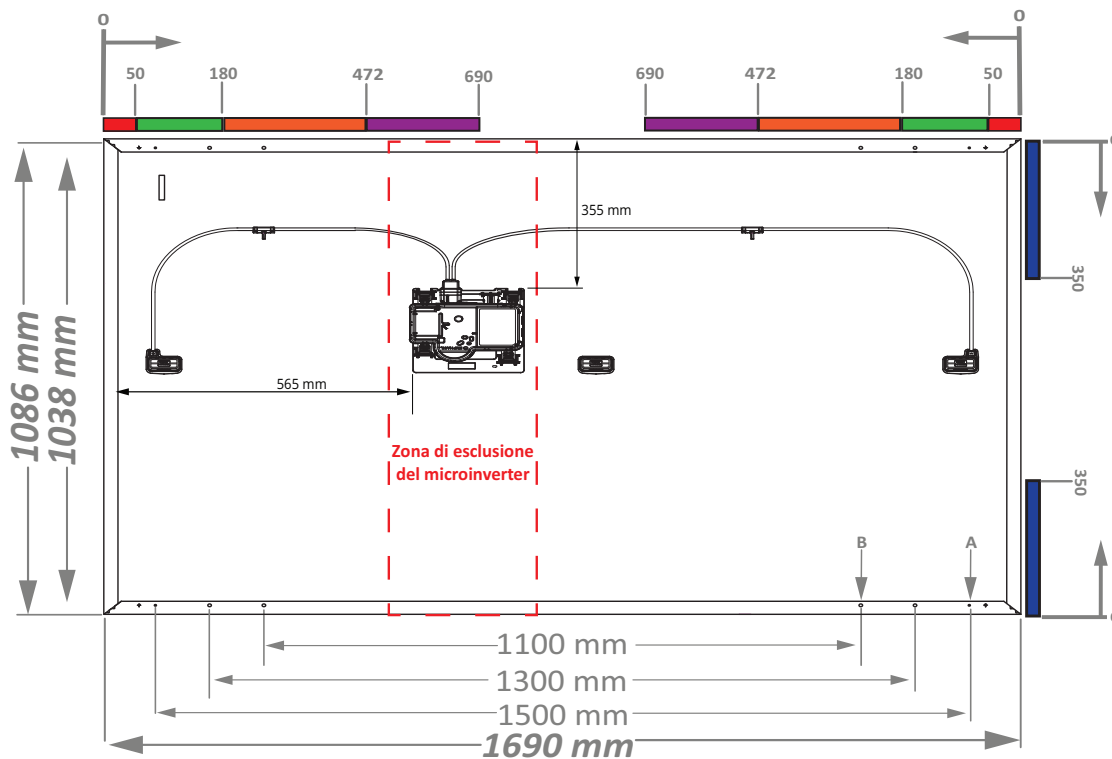 0 0
50 180 472 690 690 472 180 50
355 mm
350
565 mm
1086 mm
1038 mm
Zona di esclusione
del microinverter
350
B A
1100 mm
1300 mm
1500 mm
1690 mm